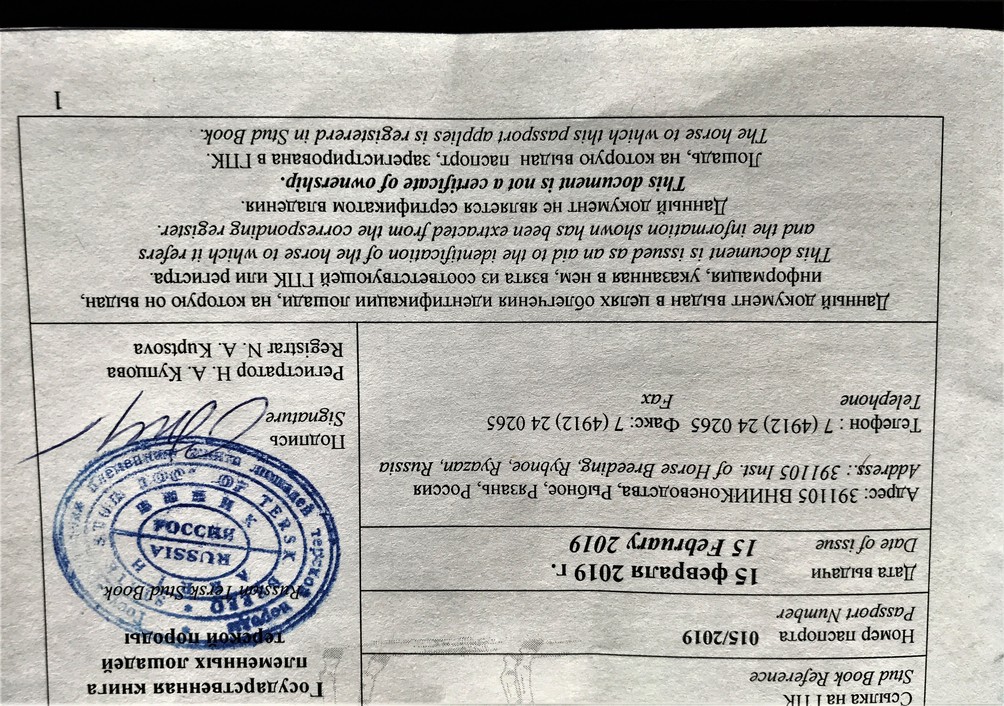 Ссылка на ГПК
Stud Book Reference
Номер паспорта 015/2019
Passport Number
Дата выдачи 15 февраля 2019 г.
Date of issue 15 February 2019
Адрес: 391105 ВНИИКоневодства, Рыбное, Рязань, Россия
Address.: 391105 Inst. of Horse Breeding, Rybnoe, Ryazan, Russia
Телефон : 7 (4912) 24 0265 Факс: 7 (4912) 24 0265
Telephone Fax
Государственная книга
племенных лошадей
терской породы
Russian Tersk Stud Book
RUSSIA
РОССИЯ
Подпись
Signature
Регистратор Н. А. Купцова
Registrar N. A. Kuptsova
Данный документ выдан в целях облегчения идентификации лошади, на которую он выдан,
информация, указанная в нем, взята из соответствующей ГПК или регистра.
This document is issued as an aid to the identification of the horse to which it refers
and the information shown has been extracted from the corresponding register.
Данный документ не является сертификатом владения.
This document is not a certificate of ownership.
Лошадь, на которую выдан паспорт, зарегистрирована в ГПК.
The horse to which this passport applies is registererd in Stud Book.
1